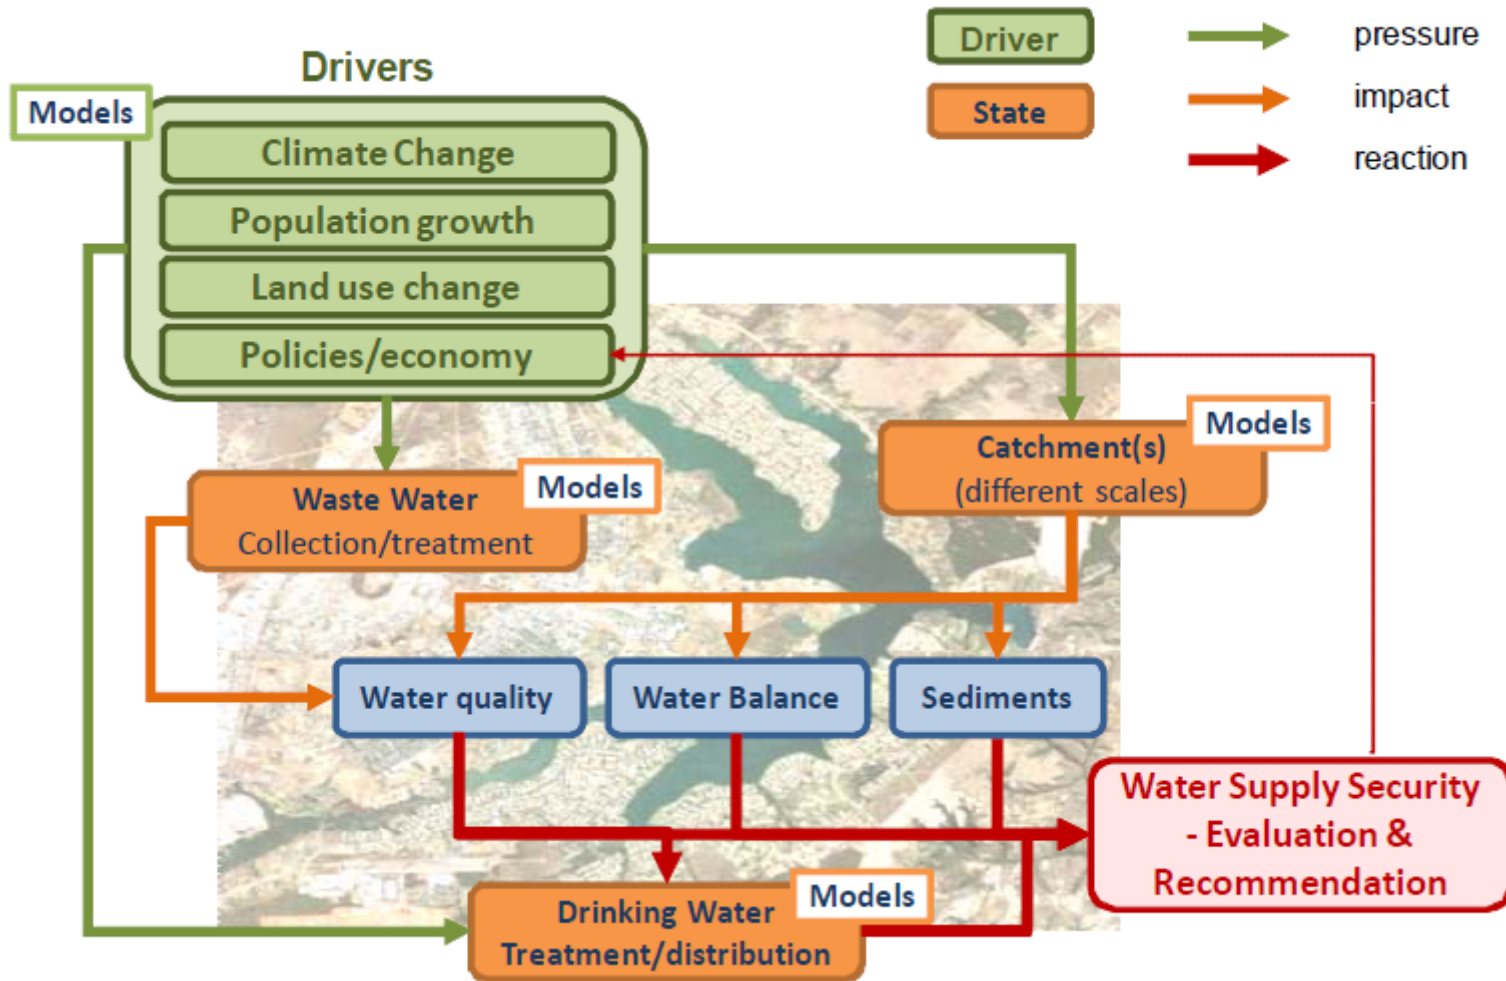 Driver
pressure
State
impact
reaction
Drivers
Models
Climate Change
Population growth
Land use change
Policies/economy
Models
Catchment(s)
(different scales)
Models
Waste Water
Collection/treatment
Water quality
Water Balance
Sediments
Water Supply Security
- Evaluation &
Recommendation
Models
Drinking Water
Treatment/distribution